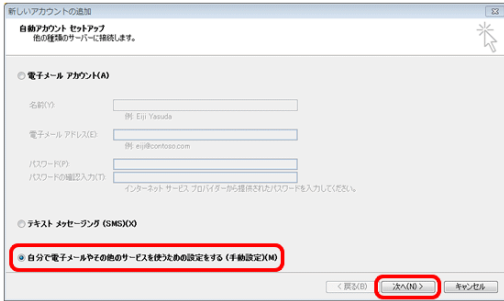 新しいアカウントの追加
自動アカウント セットアップ
他の種類のサーバーに接続します。
電子メール アカウント(A)
名前(Y):
例: Eiji Yasuda
電子メール アドレス(E):
例: eiji@contoso.com
パスワード(P):
パスワードの確認入力(T):
インターネット サービス プロバイダーから提供されたパスワードを入力してください。
テキスト メッセージング (SMS)(X)
自分で電子メールやその他のサービスを使うための設定をする (手動設定)(M)
< 戻る(B)
次へ(N) >
キャンセル